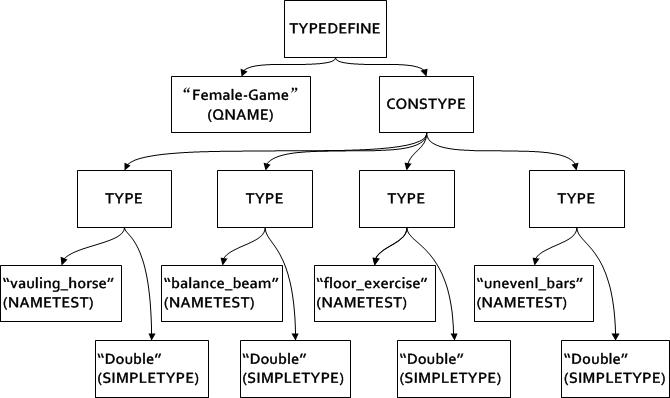 TYPEDEFINE
“Female-Game”
(QNAME)
CONSTYPE
TYPE
TYPE
TYPE
TYPE
“vauling_horse”
(NAMETEST)
“balance_beam”
(NAMETEST)
“floor_exercise”
(NAMETEST)
“unevenl_bars”
(NAMETEST)
“Double”
(SIMPLETYPE)
“Double”
(SIMPLETYPE)
“Double”
(SIMPLETYPE)
“Double”
(SIMPLETYPE)